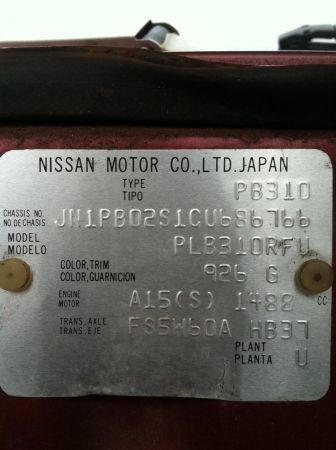 NISSAN MOTOR CO.,LTD.JAPAN
TYPE
TIPO PB310
CHASSIS. NO.
NO DE CHASIS JN1PB02S1CU686766
MODEL
MODELO PLB310RFU
COLOR,TRIM
COLOR,GUARNICION 926 G
ENGINE
MOTOR A15(S) 1488 CC
TRANS. AXLE
TRANS. EJE FS5W60A HB37
PLANT
PLANTA U